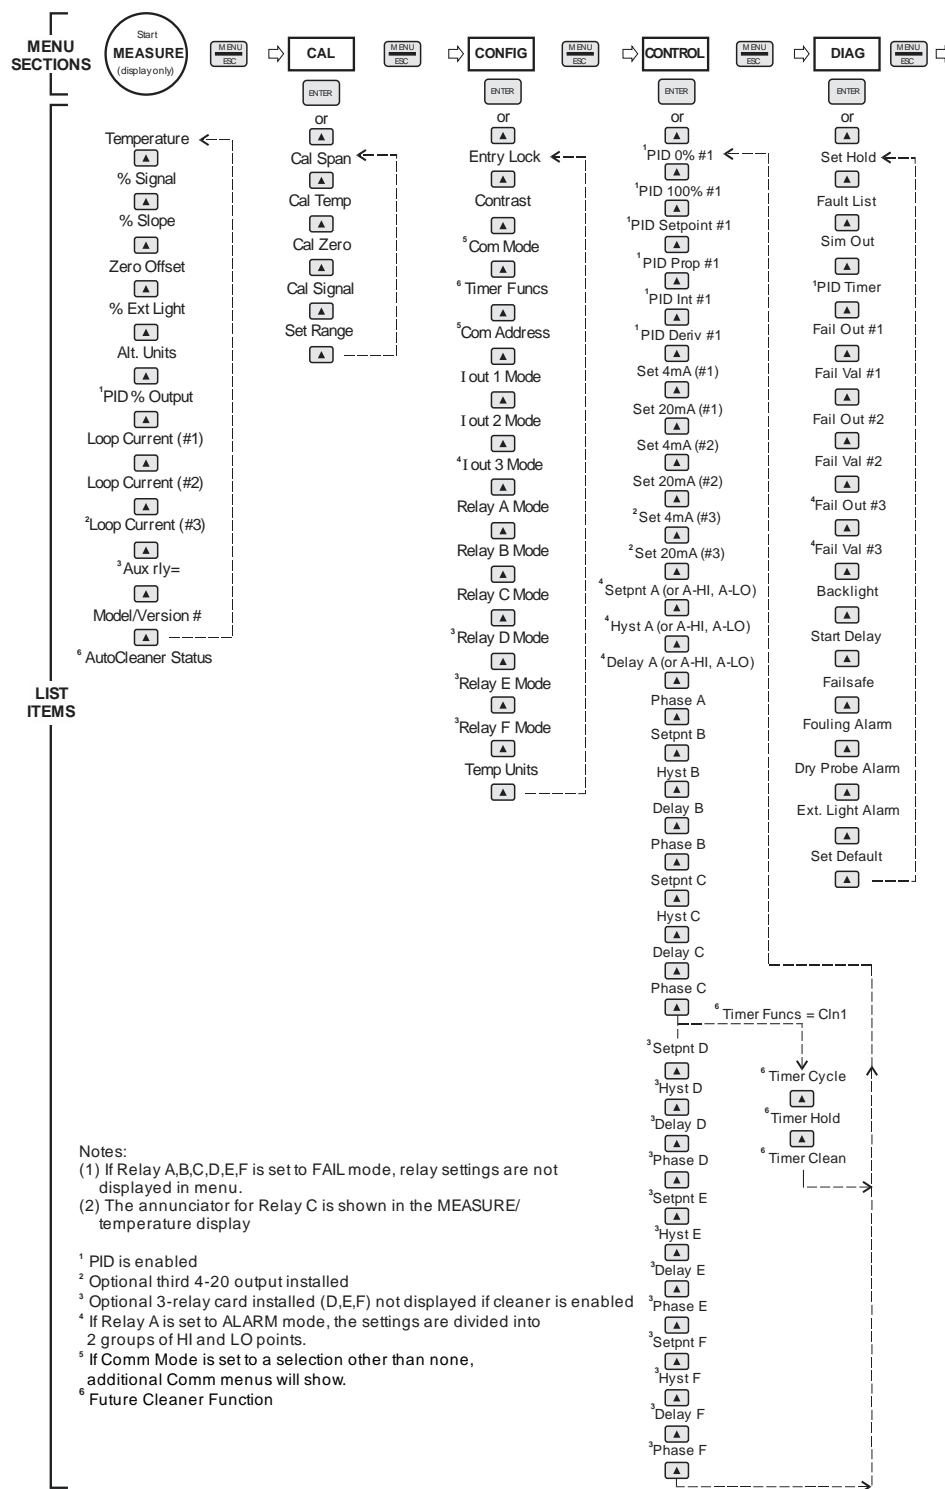 MENU
SECTIONS
Start
MEASURE
(display only)
MENU
ESC
CAL
MENU
ESC
CONFIG
MENU
ESC
CONTROL
MENU
ESC
DIAG
MENU
ESC
LIST
ITEMS
Temperature
% Signal
% Slope
Zero Offset
% Ext Light
Alt. Units
¹PID % Output
Loop Current (#1)
Loop Current (#2)
²Loop Current (#3)
³Aux rly=
Model/Version #
⁶ AutoCleaner Status
ENTER
or
Cal Span
Cal Temp
Cal Zero
Cal Signal
Set Range
ENTER
or
Entry Lock
Contrast
⁵Com Mode
⁶ Timer Funcs
⁵Com Address
I out 1 Mode
I out 2 Mode
⁴I out 3 Mode
Relay A Mode
Relay B Mode
Relay C Mode
³Relay D Mode
³Relay E Mode
³Relay F Mode
Temp Units
ENTER
or
¹PID 0% #1
¹PID 100% #1
¹PID Setpoint #1
¹PID Prop #1
¹PID Int #1
¹PID Deriv #1
Set 4mA (#1)
Set 20mA (#1)
Set 4mA (#2)
Set 20mA (#2)
²Set 4mA (#3)
²Set 20mA (#3)
⁴Setpnt A (or A-HI, A-LO)
⁴Hyst A (or A-HI, A-LO)
⁴Delay A (or A-HI, A-LO)
Phase A
Setpnt B
Hyst B
Delay B
Phase B
Setpnt C
Hyst C
Delay C
Phase C
⁶ Timer Funcs = Cln1
³Setpnt D
³Hyst D
³Delay D
³Phase D
³Setpnt E
³Hyst E
³Delay E
³Phase E
³Setpnt F
³Hyst F
³Delay F
³Phase F
⁶ Timer Cycle
⁶Timer Hold
⁶ Timer Clean
ENTER
or
Set Hold
Fault List
Sim Out
¹PID Timer
Fail Out #1
Fail Val #1
Fail Out #2
Fail Val #2
⁴Fail Out #3
⁴Fail Val #3
Backlight
Start Delay
Failsafe
Fouling Alarm
Dry Probe Alarm
Ext. Light Alarm
Set Default
Notes:
(1) If Relay A,B,C,D,E,F is set to FAIL mode, relay settings are not
displayed in menu.
(2) The annunciator for Relay C is shown in the MEASURE/
temperature display
¹ PID is enabled
² Optional third 4-20 output installed
³ Optional 3-relay card installed (D,E,F) not displayed if cleaner is enabled
⁴ If Relay A is set to ALARM mode, the settings are divided into
2 groups of HI and LO points.
⁵ If Comm Mode is set to a selection other than none,
additional Comm menus will show.
⁶ Future Cleaner Function